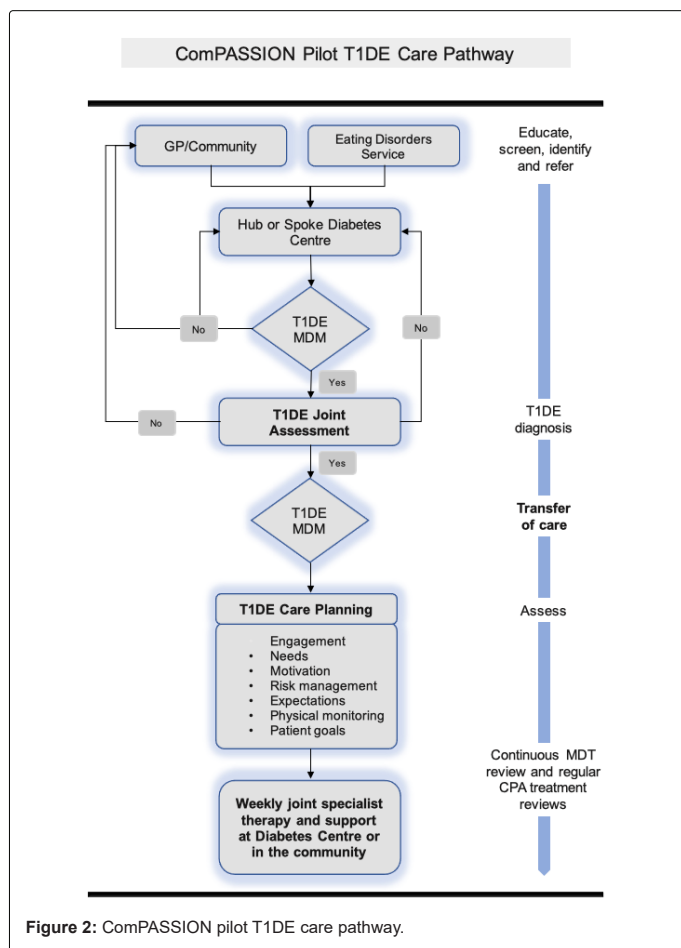 ComPASSION Pilot T1DE Care Pathway
GP/Community
Eating Disorders
Service
Educate,
screen, identify
and refer
Hub or Spoke Diabetes
Centre
T1DE
MDM
No
No
Yes
T1DE Joint
Assessment
T1DE
diagnosis
No
Yes
T1DE
MDM
Transfer
of care
T1DE Care Planning
Assess
Engagement
• Needs
• Motivation
• Risk management
• Expectations
• Physical monitoring
• Patient goals
Continuous MDT
review and regular
CPA treatment
reviews
Weekly joint specialist
therapy and support
at Diabetes Centre or
in the community
Figure 2: ComPASSION pilot T1DE care pathway.